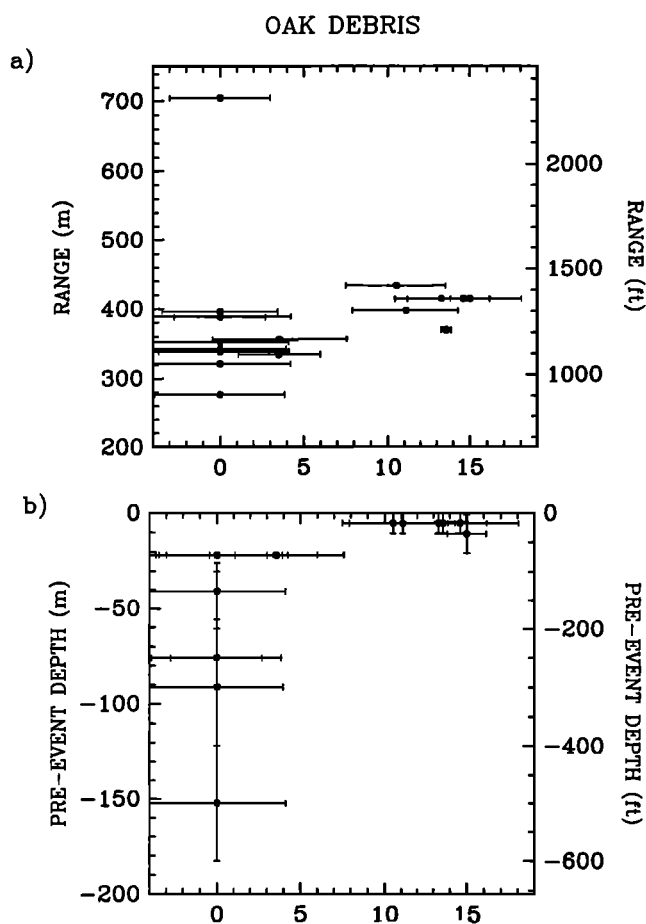 OAK DEBRIS
a)
RANGE (m)
700
600
500
400
300
200
2000
1500
1000
RANGE (ft)
0 5 10 15
b)
PRE-EVENT DEPTH (m)
0
-50
-100
-150
-200
0
-200
-400
-600
PRE-EVENT DEPTH (ft)
0 5 10 15